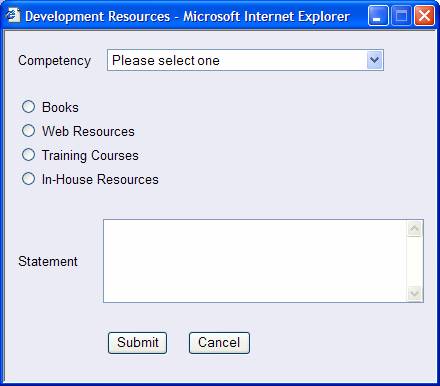 Development Resources - Microsoft Internet Explorer
Competency Please select one
Books
Web Resources
Training Courses
In-House Resources
Statement
Submit Cancel